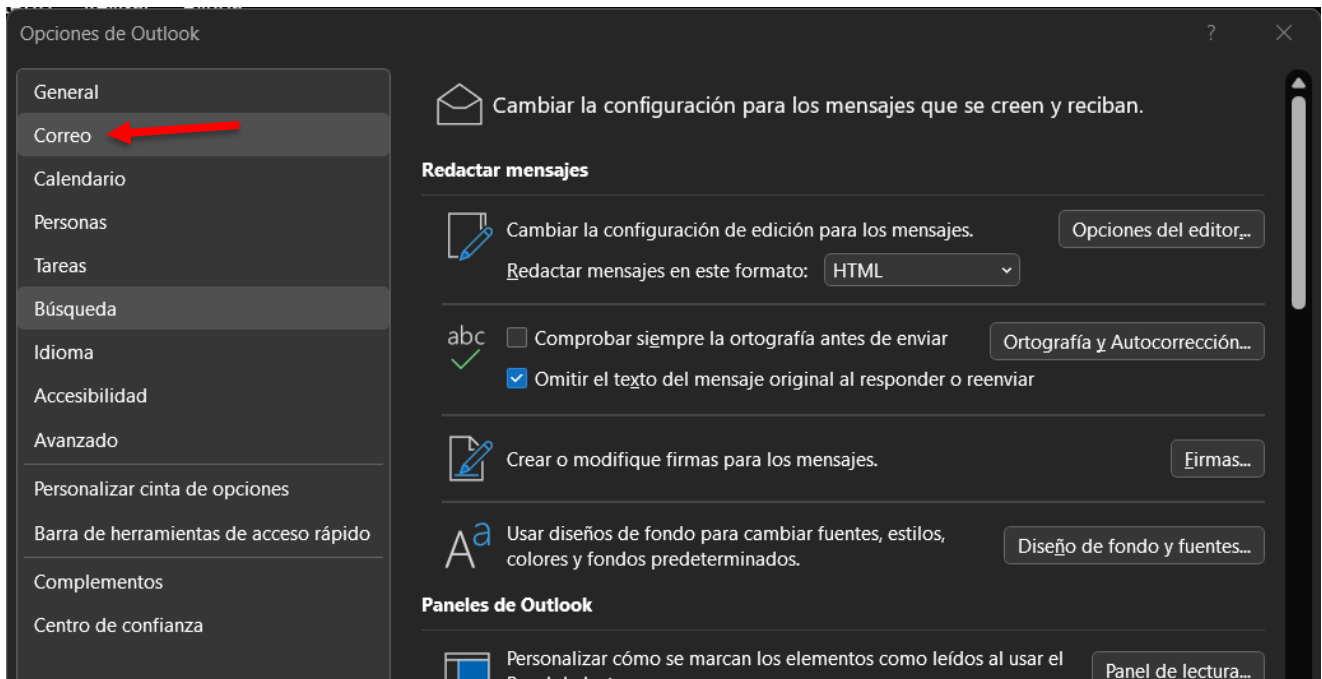 Opciones de Outlook
?
General
Correo
Calendario
Personas
Tareas
Búsqueda
Idioma
Accesibilidad
Avanzado
Personalizar cinta de opciones
Barra de herramientas de acceso rápido
Complementos
Centro de confianza
Cambiar la configuración para los mensajes que se creen y reciban.
Redactar mensajes
Cambiar la configuración de edición para los mensajes.
Opciones del editor...
Redactar mensajes en este formato:
HTML
abc
Comprobar siempre la ortografía antes de enviar
Ortografía y Autocorrección...
Omitir el texto del mensaje original al responder o reenviar
Crear o modifique firmas para los mensajes.
Firmas...
Aa
Usar diseños de fondo para cambiar fuentes, estilos,
colores y fondos predeterminados.
Diseño de fondo y fuentes...
Paneles de Outlook
Personalizar cómo se marcan los elementos como leídos al usar el
Panel de lectura...